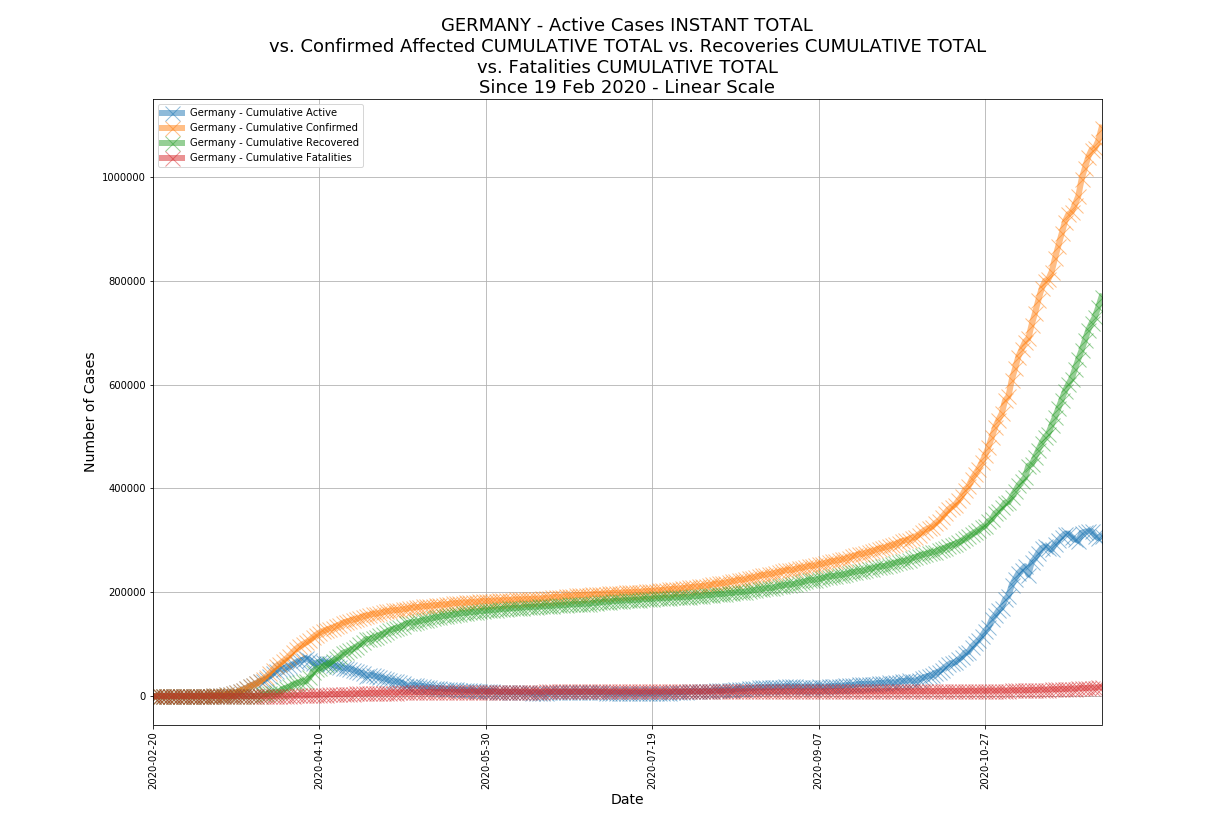 GERMANY - Active Cases INSTANT TOTAL
vs. Confirmed Affected CUMULATIVE TOTAL vs. Recoveries CUMULATIVE TOTAL
vs. Fatalities CUMULATIVE TOTAL
Since 19 Feb 2020 - Linear Scale
Germany - Cumulative Active
Germany - Cumulative Confirmed
Germany - Cumulative Recovered
Germany - Cumulative Fatalities
Number of Cases
1000000
800000
600000
400000
200000
0
2020-02-20
2020-04-10
2020-05-30
2020-07-19
2020-09-07
2020-10-27
Date